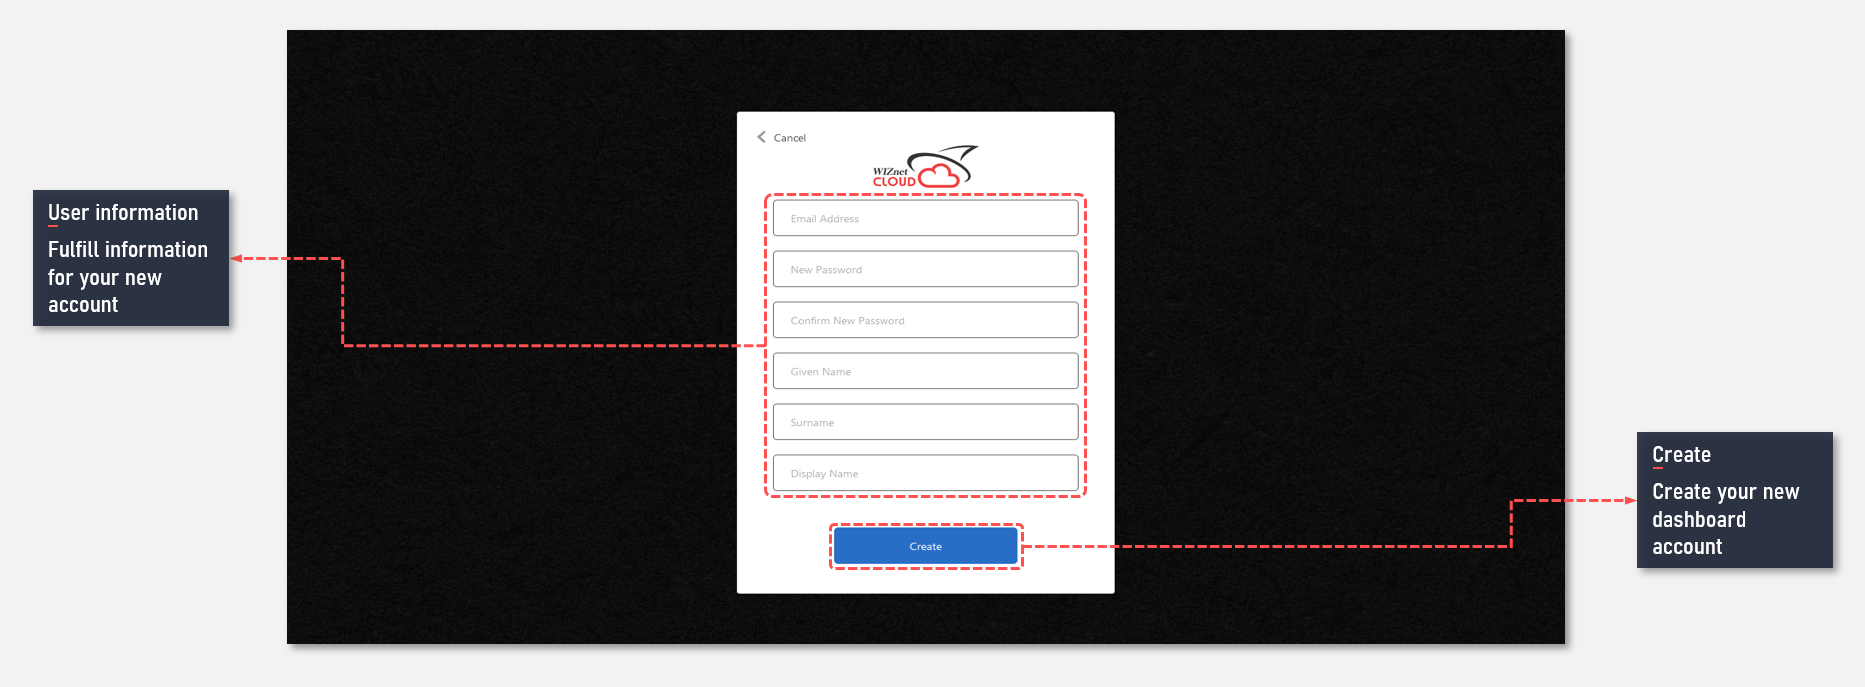 Cancel
WIZnet
CLOUD
User information
Fulfill information
for your new
account
Email Address
New Password
Confirm New Password
Given Name
Surname
Display Name
Create
Create
Create your new
dashboard
account